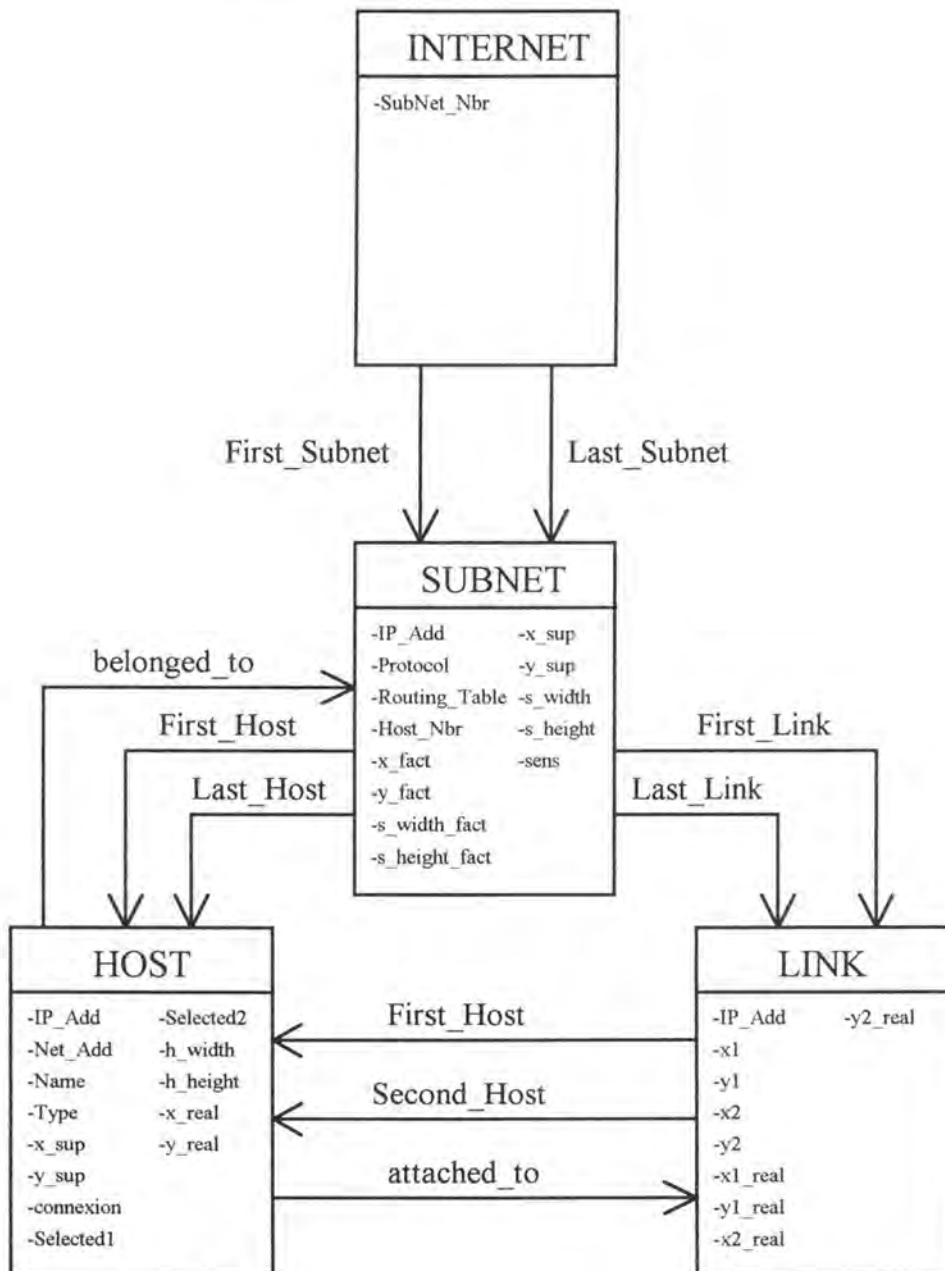 INTERNET
-SubNet_Nbr
First_Subnet
Last_Subnet
SUBNET
-IP_Add -x_sup
-Protocol -y_sup
-Routing_Table -s_width
-Host_Nbr -s_height
-x_fact -sens
-y_fact
-s_width_fact
-s_height_fact
belonged_to
First_Host
Last_Host
First_Link
Last_Link
HOST
-IP_Add -Selected2
-Net_Add -h_width
-Name -h_height
-Type -x_real
-x_sup -y_real
-y_sup
-connexion
-Selected1
First_Host
Second_Host
attached_to
LINK
-IP_Add -y2_real
-x1
-y1
-x2
-y2
-x1_real
-y1_real
-x2_real